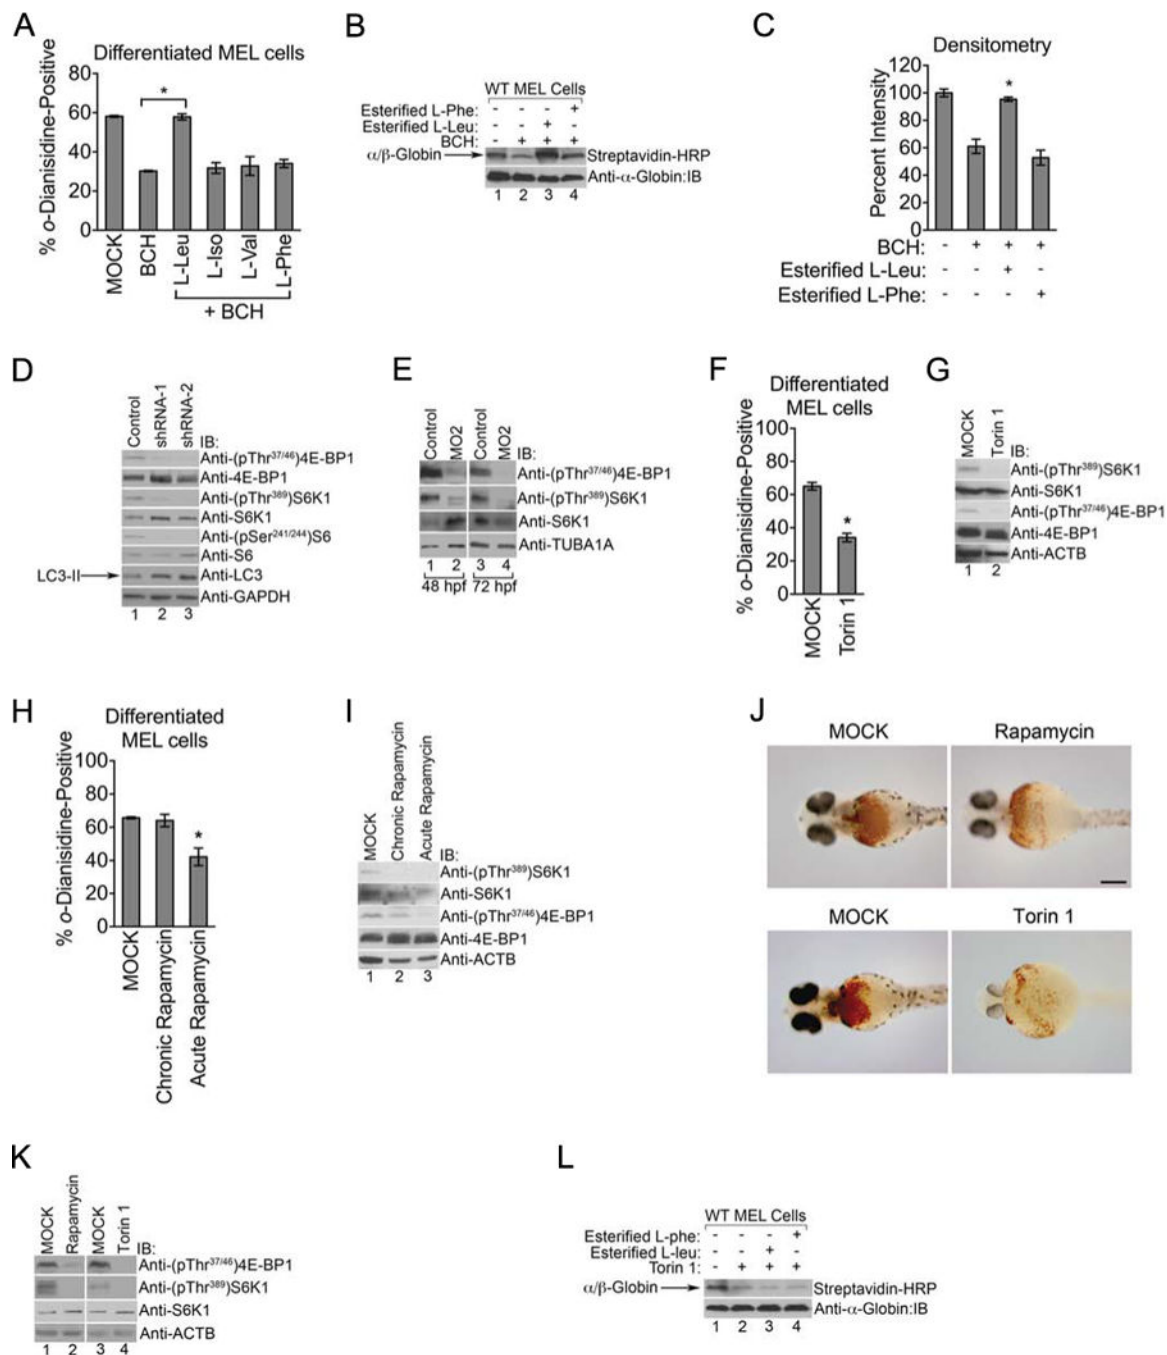 A
Differentiated MEL cells
% o-Dianisidine-Positive
80
60
40
20
0
*
MOCK
BCH
L-Leu
L-Iso
L-Val
L-Phe
+ BCH
B
WT MEL Cells
Esterified L-Phe: - - - +
Esterified L-Leu: - - + -
BCH: - + + +
α/β-Globin
Streptavidin-HRP
Anti-α-Globin:IB
1 2 3 4
C
Densitometry
Percent Intensity
120
100
80
60
40
20
0
*
BCH: - + + +
Esterified L-Leu: - - + -
Esterified L-Phe: - - - +
D
Control
shRNA-1
shRNA-2
IB:
Anti-(pThr37/46)4E-BP1
Anti-4E-BP1
Anti-(pThr389)S6K1
Anti-S6K1
Anti-(pSer241/244)S6
Anti-S6
LC3-II
Anti-LC3
Anti-GAPDH
1 2 3
E
Control
MO2
Control
MO2
IB:
Anti-(pThr37/46)4E-BP1
Anti-(pThr389)S6K1
Anti-S6K1
Anti-TUBA1A
1 2 3 4
48 hpf 72 hpf
F
Differentiated
MEL cells
% o-Dianisidine-Positive
100
80
60
40
20
0
*
MOCK
Torin 1
G
MOCK
Torin 1
IB:
Anti-(pThr389)S6K1
Anti-S6K1
Anti-(pThr37/46)4E-BP1
Anti-4E-BP1
Anti-ACTB
1 2
H
Differentiated
MEL cells
% o-Dianisidine-Positive
100
80
60
40
20
0
*
MOCK
Chronic Rapamycin
Acute Rapamycin
I
MOCK
Chronic Rapamycin
Acute Rapamycin
IB:
Anti-(pThr389)S6K1
Anti-S6K1
Anti-(pThr37/46)4E-BP1
Anti-4E-BP1
Anti-ACTB
1 2 3
J
MOCK
Rapamycin
MOCK
Torin 1
K
MOCK
Rapamycin
MOCK
Torin 1
IB:
Anti-(pThr37/46)4E-BP1
Anti-(pThr389)S6K1
Anti-S6K1
Anti-ACTB
1 2 3 4
L
WT MEL Cells
Esterified L-phe: - - - +
Esterified L-leu: - - + -
Torin 1: - + + +
α/β-Globin
Streptavidin-HRP
Anti-α-Globin:IB
1 2 3 4